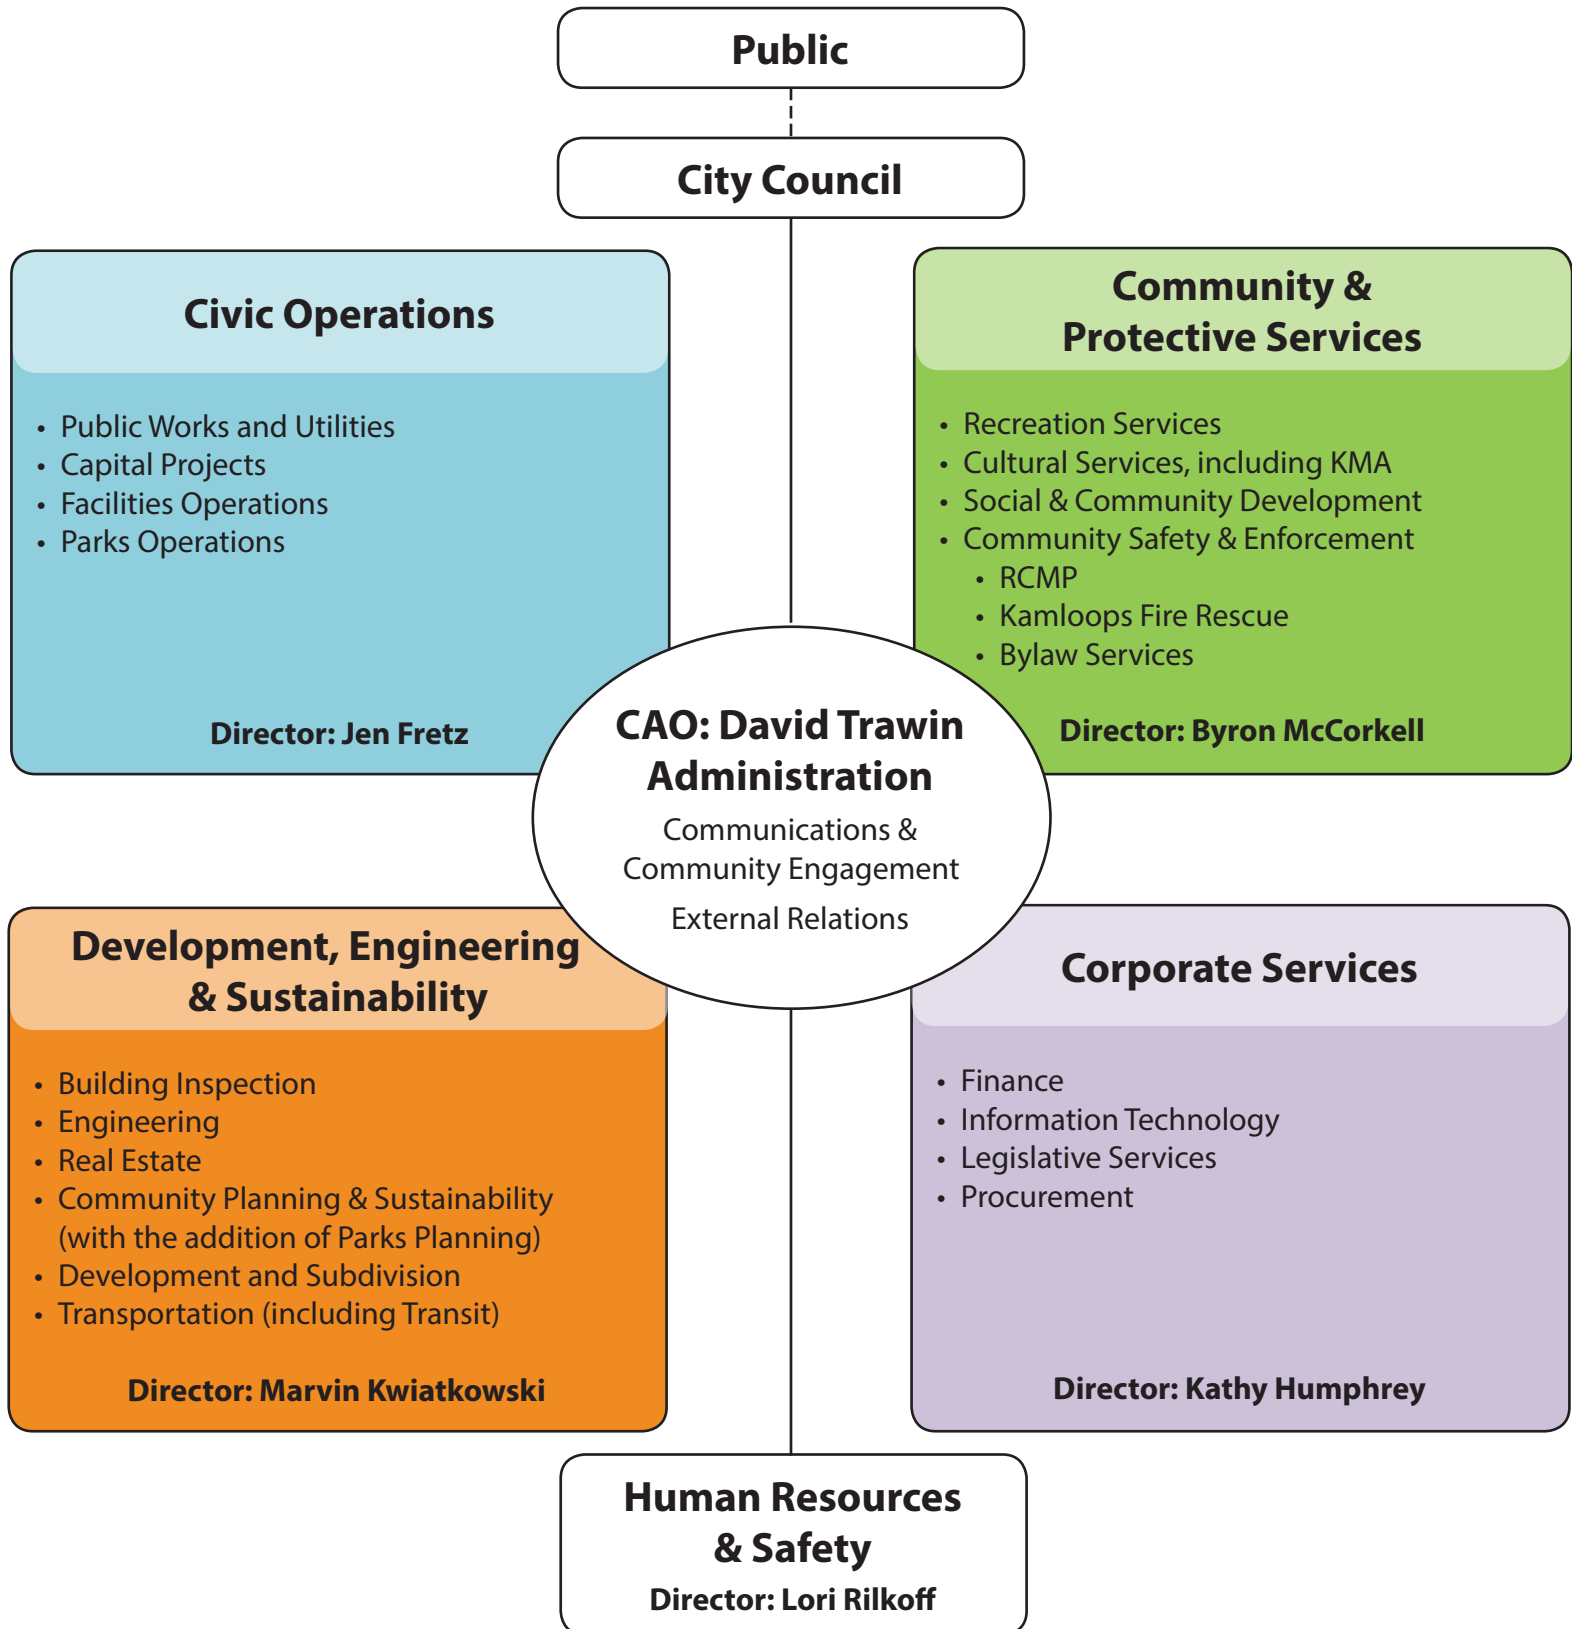 Public
City Council
Civic Operations
• Public Works and Utilities
• Capital Projects
• Facilities Operations
• Parks Operations
Director: Jen Fretz
Community &
Protective Services
• Recreation Services
• Cultural Services, including KMA
• Social & Community Development
• Community Safety & Enforcement
• RCMP
• Kamloops Fire Rescue
• Bylaw Services
Director: Byron McCorkell
CAO: David Trawin
Administration
Communications &
Community Engagement
External Relations
Development, Engineering
& Sustainability
• Building Inspection
• Engineering
• Real Estate
• Community Planning & Sustainability
(with the addition of Parks Planning)
• Development and Subdivision
• Transportation (including Transit)
Director: Marvin Kwiatkowski
Corporate Services
• Finance
• Information Technology
• Legislative Services
• Procurement
Director: Kathy Humphrey
Human Resources
& Safety
Director: Lori Rilkoff